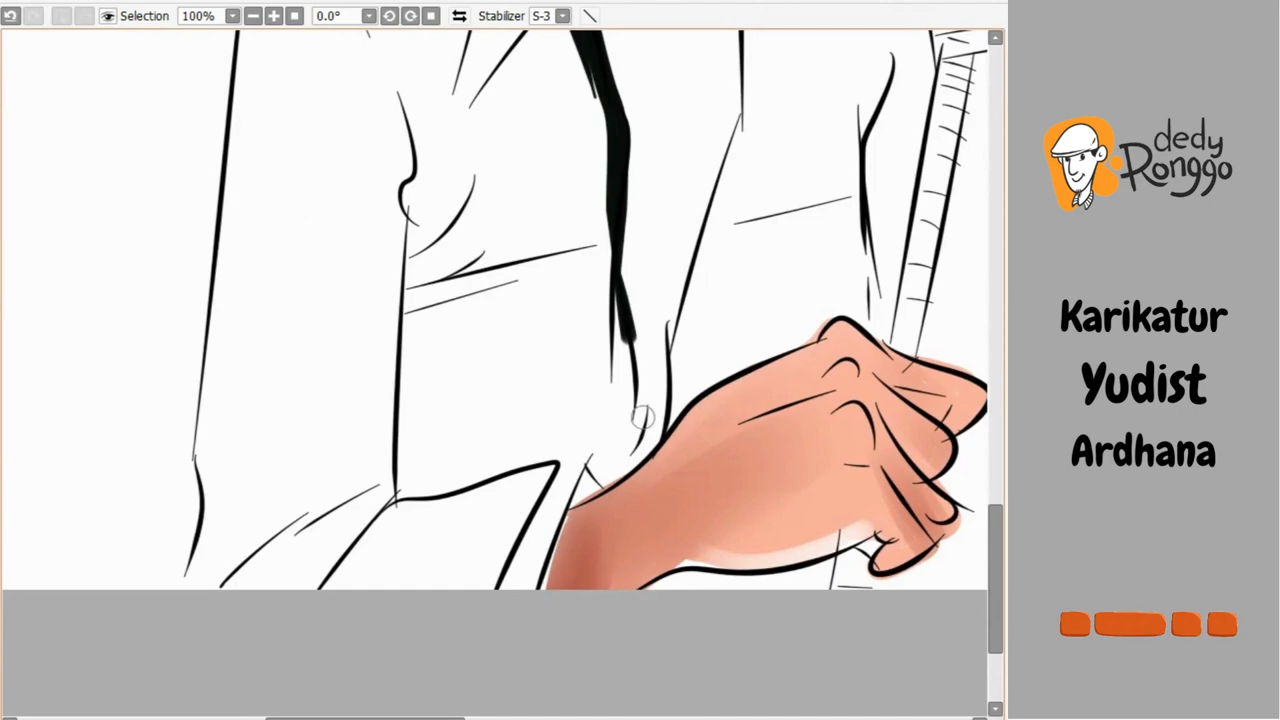 Selection 100% 0.0° Stabilizer S-3
dedy
Ronggo
Karikatur
Yudist
Ardhana